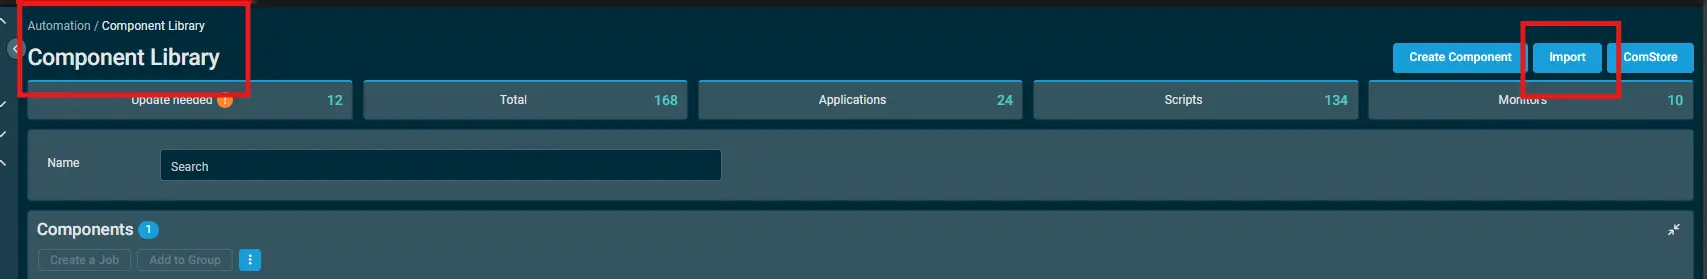 Automation / Component Library
Component Library
Create Component
Import
ComStore
Update needed ! 12
Total 168
Applications 24
Scripts 134
Monitors 10
Name
Search
Components 1
Create a Job
Add to Group